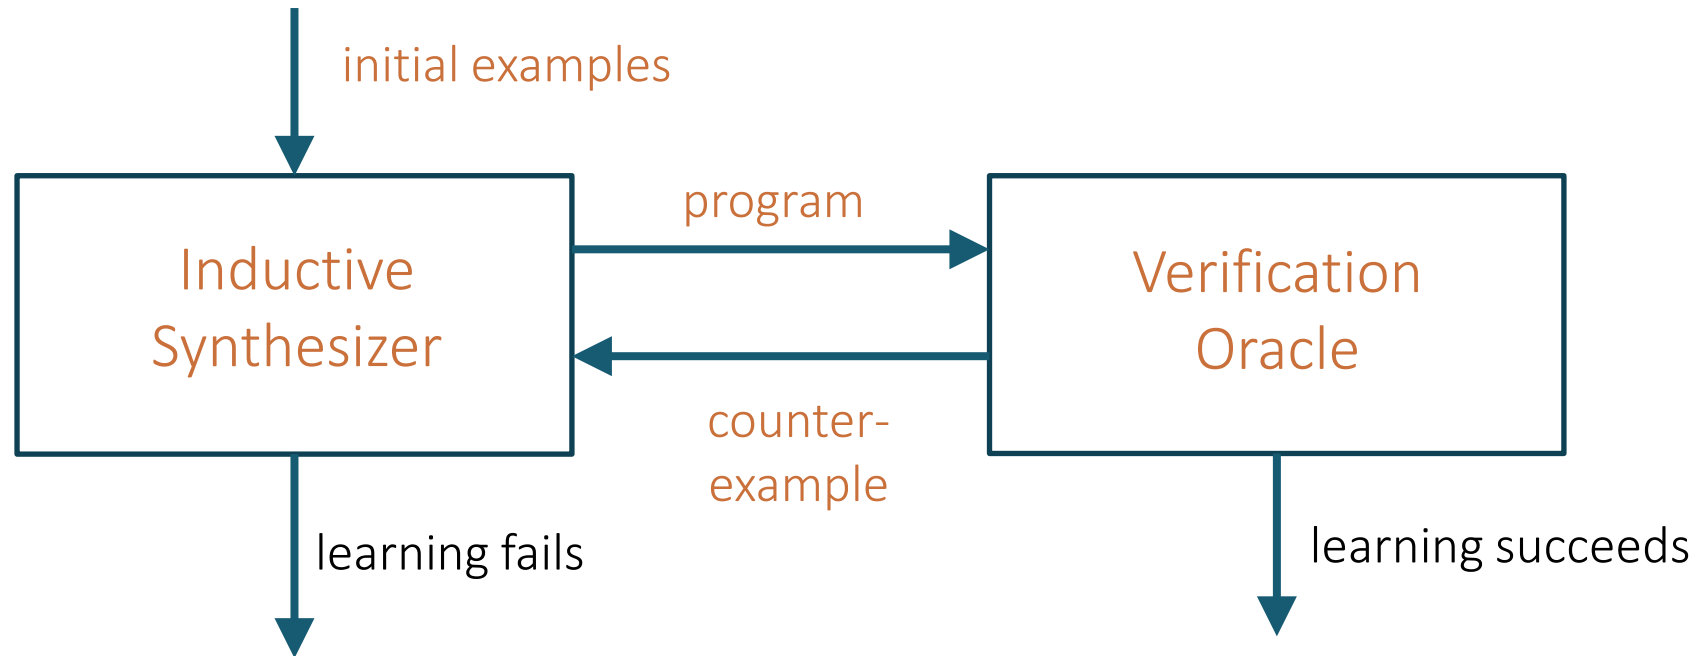 initial examples
program
Inductive
Synthesizer
Verification
Oracle
counter-
example
learning fails
learning succeeds